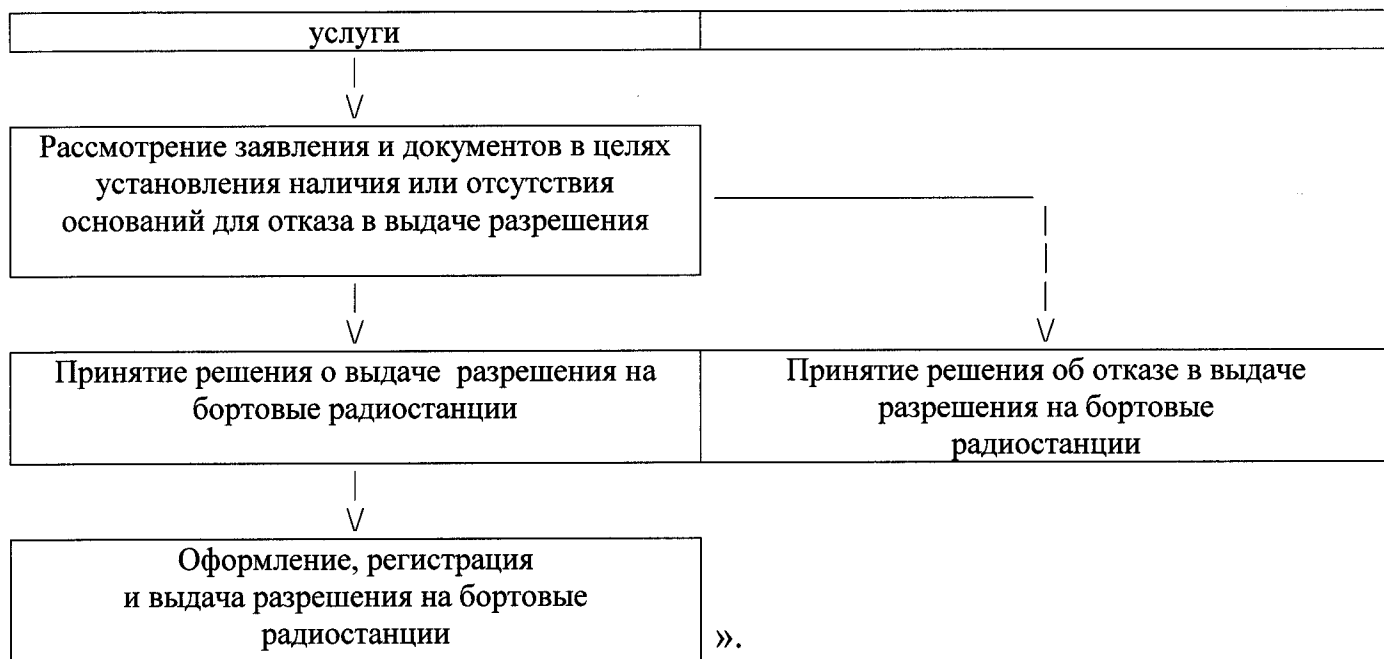 услуги
Рассмотрение заявления и документов в целях
установления наличия или отсутствия
оснований для отказа в выдаче разрешения
Принятие решения о выдаче разрешения на
бортовые радиостанции
Принятие решения об отказе в выдаче
разрешения на бортовые
радиостанции
Оформление, регистрация
и выдача разрешения на бортовые
радиостанции
».